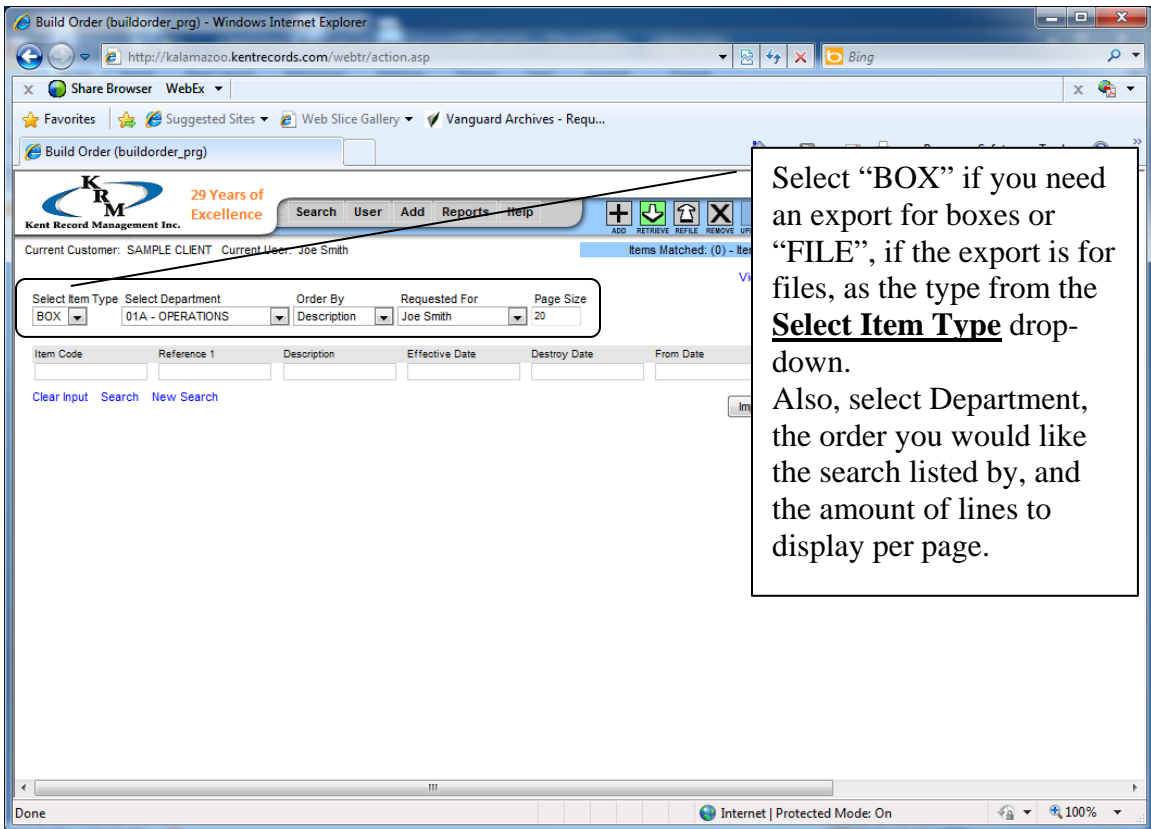 Build Order (buildorder_prg) - Windows Internet Explorer
http://kalamazoo.kentrecords.com/webtr/action.asp
Bing
x Share Browser WebEx
x
Favorites Suggested Sites Web Slice Gallery Vanguard Archives - Requ...
Build Order (buildorder_prg)
KRM
Kent Record Management Inc.
29 Years of
Excellence
Search User Add Reports Help
ADD RETRIEVE REFILE REMOVE
Current Customer: SAMPLE CLIENT Current User: Joe Smith
Items Matched: (0) -
Select Item Type Select Department Order By Requested For Page Size
BOX 01A - OPERATIONS Description Joe Smith 20
Item Code Reference 1 Description Effective Date Destroy Date From Date
Clear Input Search New Search
Select “BOX” if you need
an export for boxes or
“FILE”, if the export is for
files, as the type from the
Select Item Type drop-
down.
Also, select Department,
the order you would like
the search listed by, and
the amount of lines to
display per page.
Done
Internet | Protected Mode: On
100%